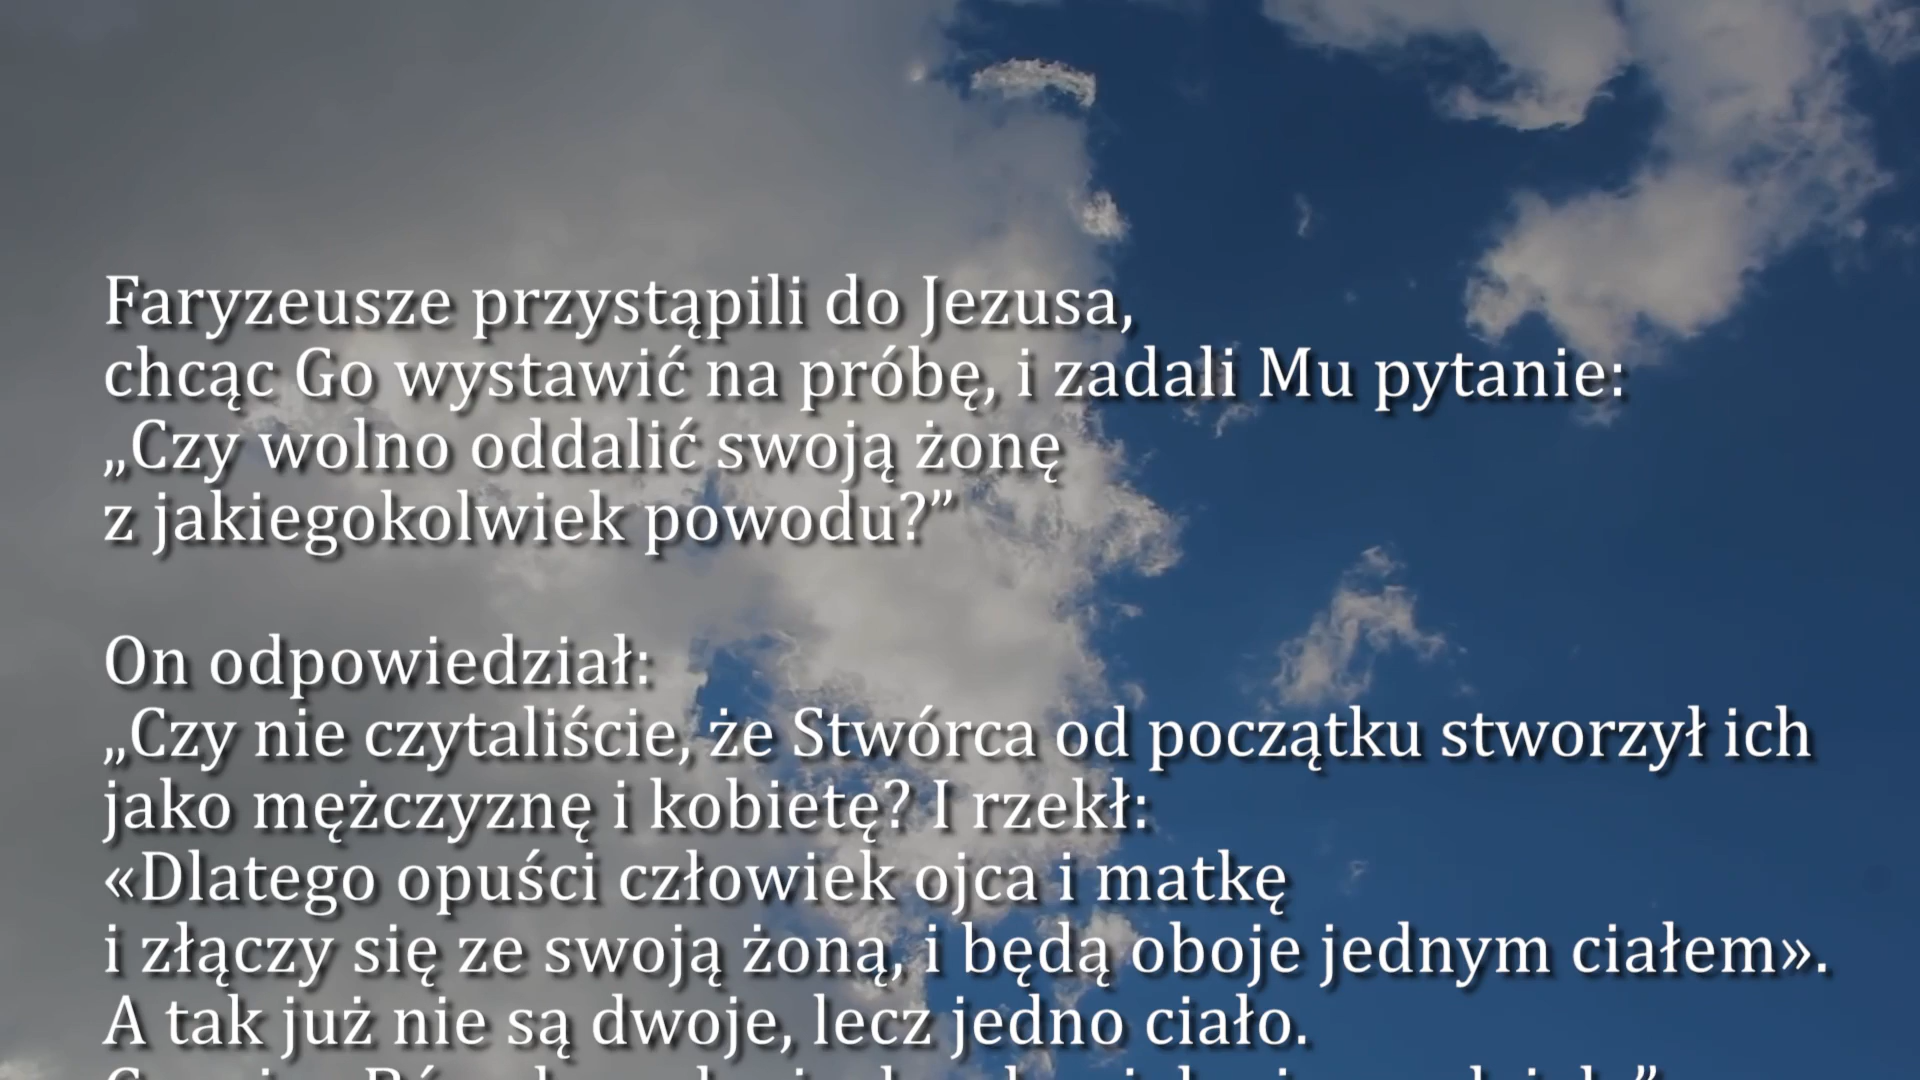 Faryzeusze przystąpili do Jezusa,
chcąc Go wystawić na próbę, i zadali Mu pytanie:
„Czy wolno oddalić swoją żonę
z jakiegokolwiek powodu?”
On odpowiedział:
„Czy nie czytaliście, że Stwórca od początku stworzył ich
jako mężczyznę i kobietę? I rzekł:
«Dlatego opuści człowiek ojca i matkę
i złączy się ze swoją żoną, i będą oboje jednym ciałem».
A tak już nie są dwoje, lecz jedno ciało.